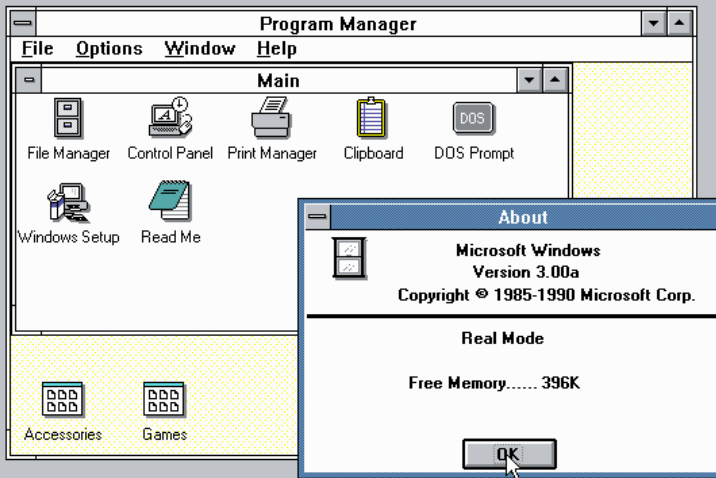 Program Manager
File Options Window Help
Main
File Manager Control Panel Print Manager Clipboard DOS Prompt
DOS
Windows Setup Read Me
About
Microsoft Windows
Version 3.00a
Copyright © 1985-1990 Microsoft Corp.
Real Mode
Free Memory...... 396K
OK
Accessories Games